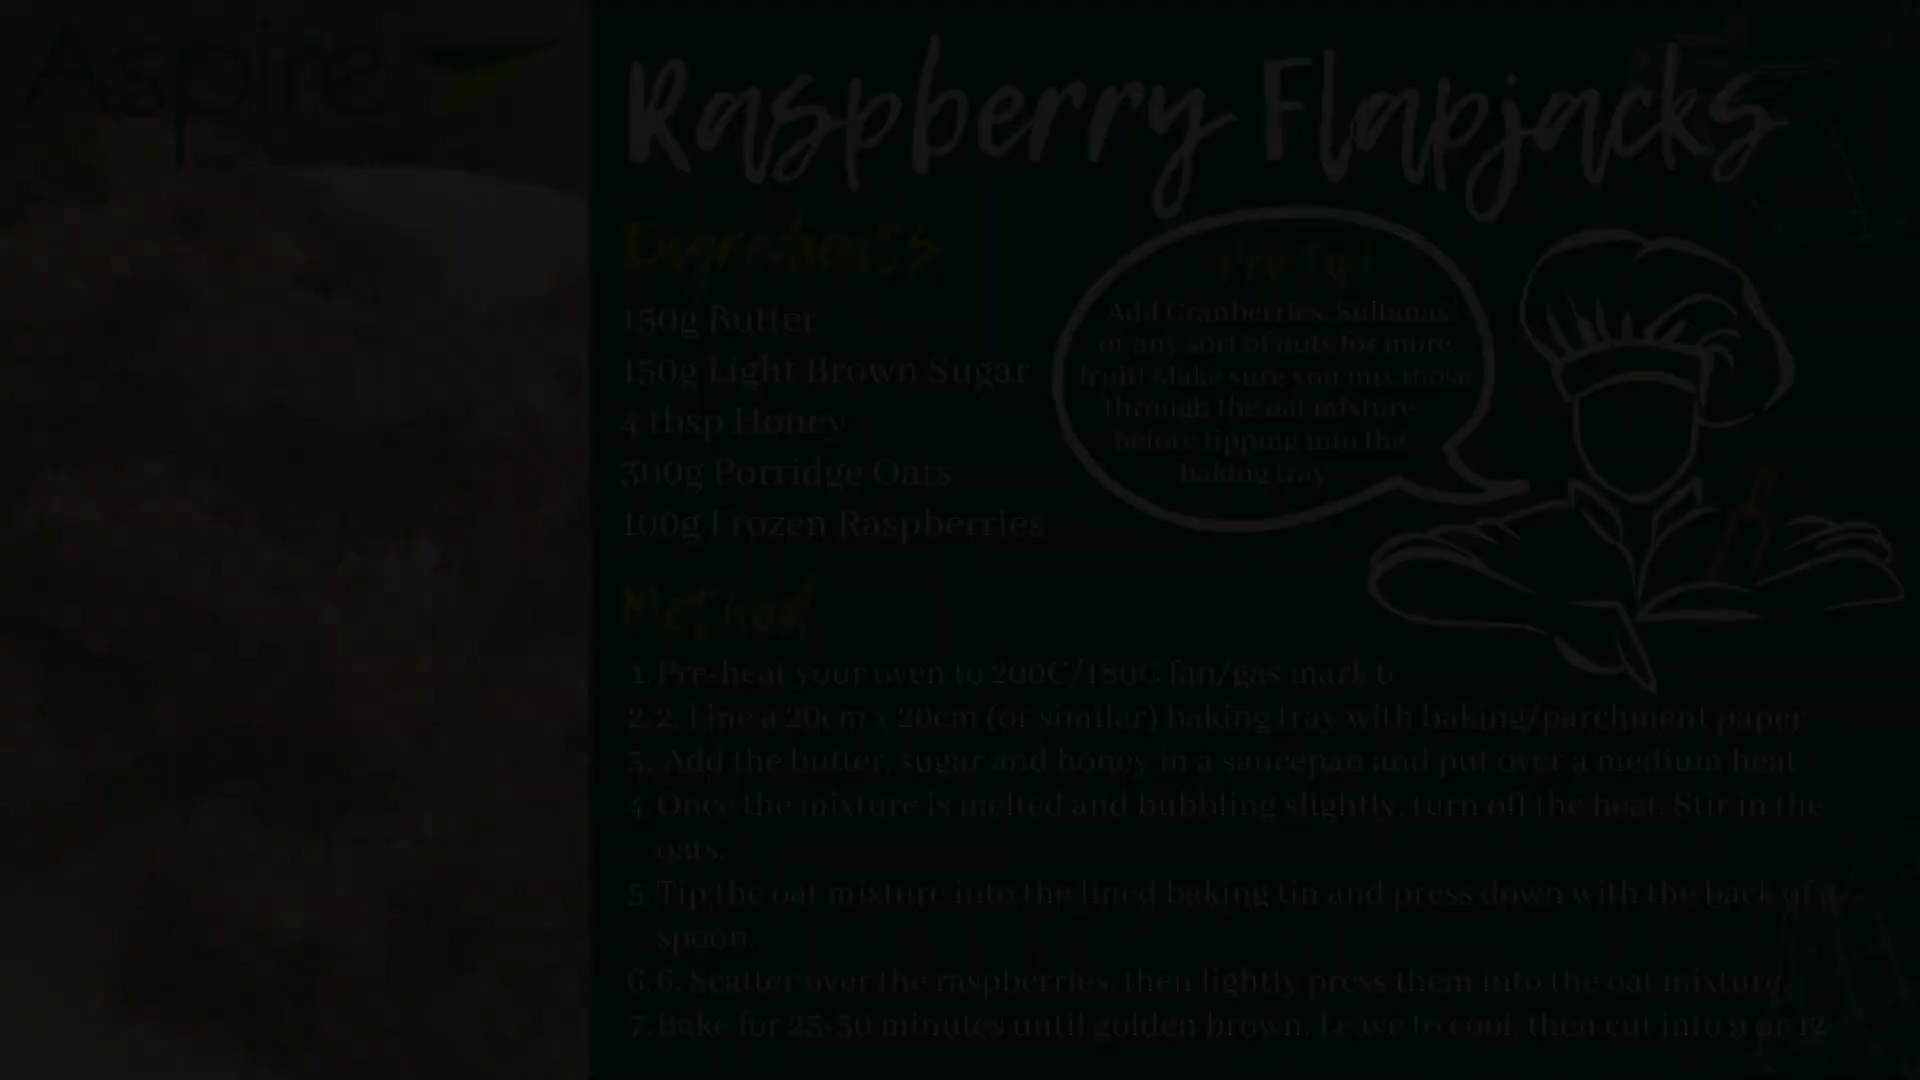 Aspire
Raspberry Flapjacks
Ingredients
150g Butter
150g Light Brown Sugar
4 tbsp Honey
300g Porridge Oats
100g Frozen Raspberries
Pro Tip!
Add Cranberries, Sultanas,
or any sort of nuts for more
fruit! Make sure you mix those
through the oat mixture
before tipping into the
baking tray
Method
1. Pre-heat your oven to 200C/180C fan/gas mark 6
2. 2. Line a 20cm x 20cm (or similar) baking tray with baking/parchment paper
3. Add the butter, sugar and honey in a saucepan and put over a medium heat
4. Once the mixture is melted and bubbling slightly, turn off the heat. Stir in the
oats.
5. Tip the oat mixture into the lined baking tin and press down with the back of a
spoon.
6. 6. Scatter over the raspberries, then lightly press them into the oat mixture.
7. Bake for 25-30 minutes until golden brown. Leave to cool, then cut into 9 or 12